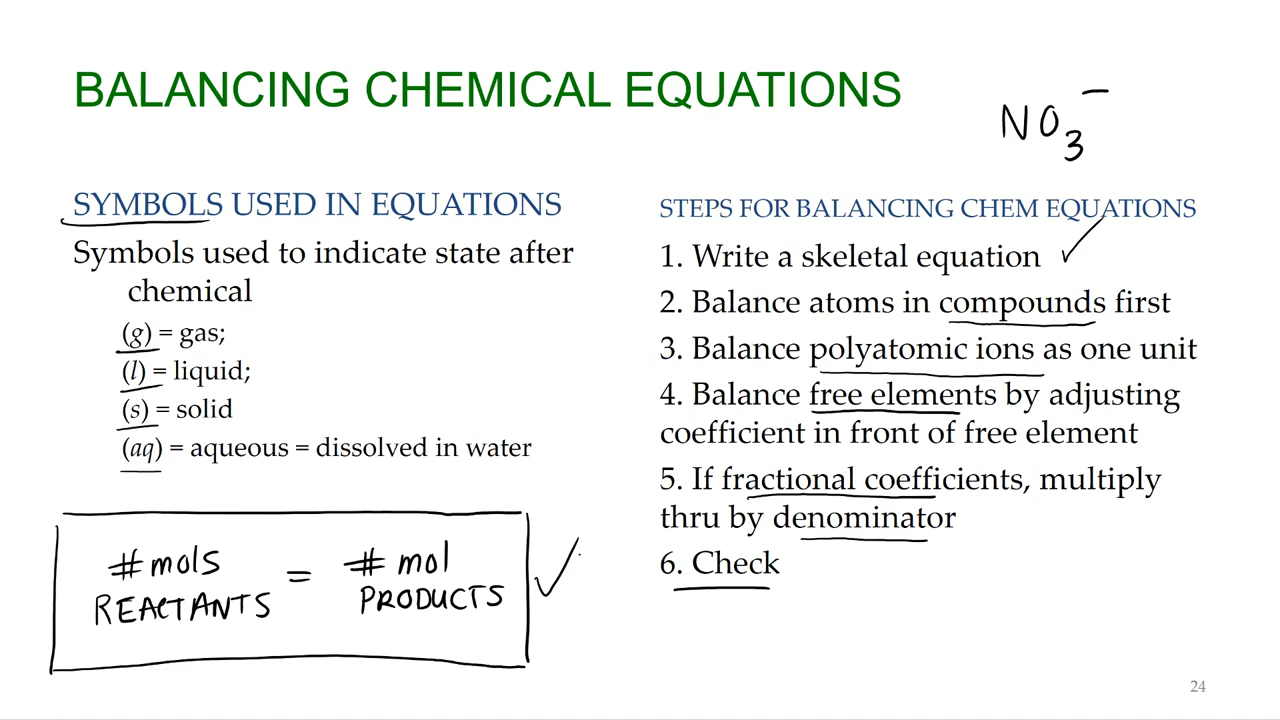 BALANCING CHEMICAL EQUATIONS
NO₃⁻
SYMBOLS USED IN EQUATIONS
Symbols used to indicate state after
chemical
(g) = gas;
(l) = liquid;
(s) = solid
(aq) = aqueous = dissolved in water
#mols = #mol
REACTANTS PRODUCTS
STEPS FOR BALANCING CHEM EQUATIONS
1. Write a skeletal equation
2. Balance atoms in compounds first
3. Balance polyatomic ions as one unit
4. Balance free elements by adjusting
coefficient in front of free element
5. If fractional coefficients, multiply
thru by denominator
6. Check
24